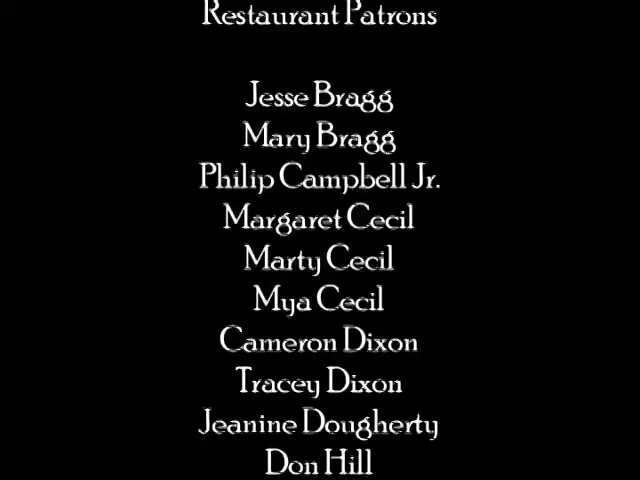 Restaurant Patrons
Jesse Bragg
Mary Bragg
Philip Campbell Jr.
Margaret Cecil
Marty Cecil
Mya Cecil
Cameron Dixon
Tracey Dixon
Jeanine Dougherty
Don Hill